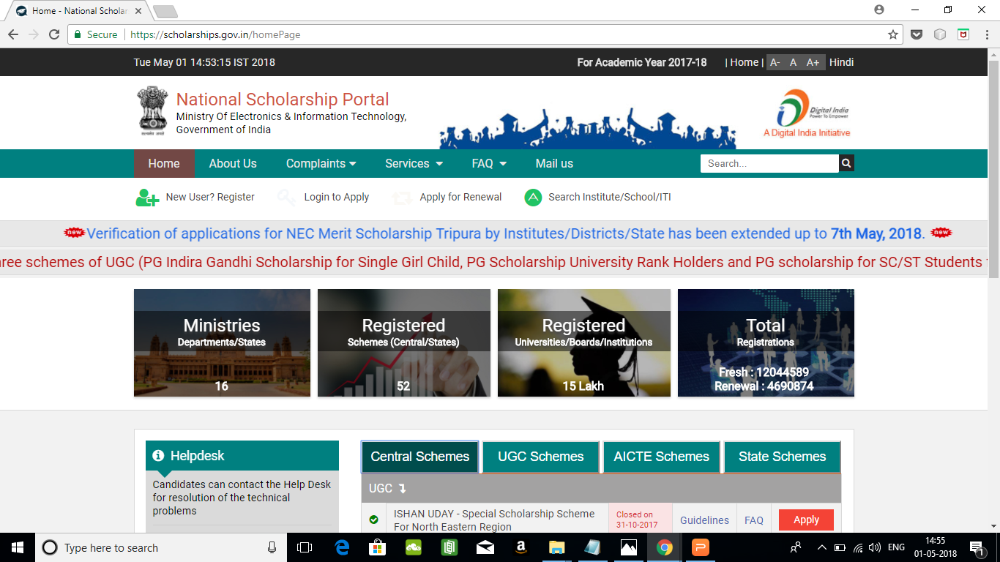 Home - National Scholar
Secure https://scholarships.gov.in/homePage
Tue May 01 14:53:15 IST 2018
For Academic Year 2017-18 | Home | A- A A+ Hindi
National Scholarship Portal
Ministry Of Electronics & Information Technology,
Government of India
Digital India
Power To Empower
A Digital India Initiative
Home About Us Complaints Services FAQ Mail us Search...
New User? Register Login to Apply Apply for Renewal Search Institute/School/ITI
new Verification of applications for NEC Merit Scholarship Tripura by Institutes/Districts/State has been extended up to 7th May, 2018. new
schemes of UGC (PG Indira Gandhi Scholarship for Single Girl Child, PG Scholarship University Rank Holders and PG scholarship for SC/ST Students
Ministries
Departments/States
16
Registered
Schemes (Central/States)
52
Registered
Universities/Boards/Institutions
15 Lakh
Total
Registrations
Fresh : 12044589
Renewal : 4690874
Helpdesk
Candidates can contact the Help Desk
for resolution of the technical
problems
Central Schemes UGC Schemes AICTE Schemes State Schemes
UGC
ISHAN UDAY - Special Scholarship Scheme
For North Eastern Region
Closed on
31-10-2017
Guidelines FAQ Apply
Type here to search
a
P
ENG
14:55
01-05-2018
1